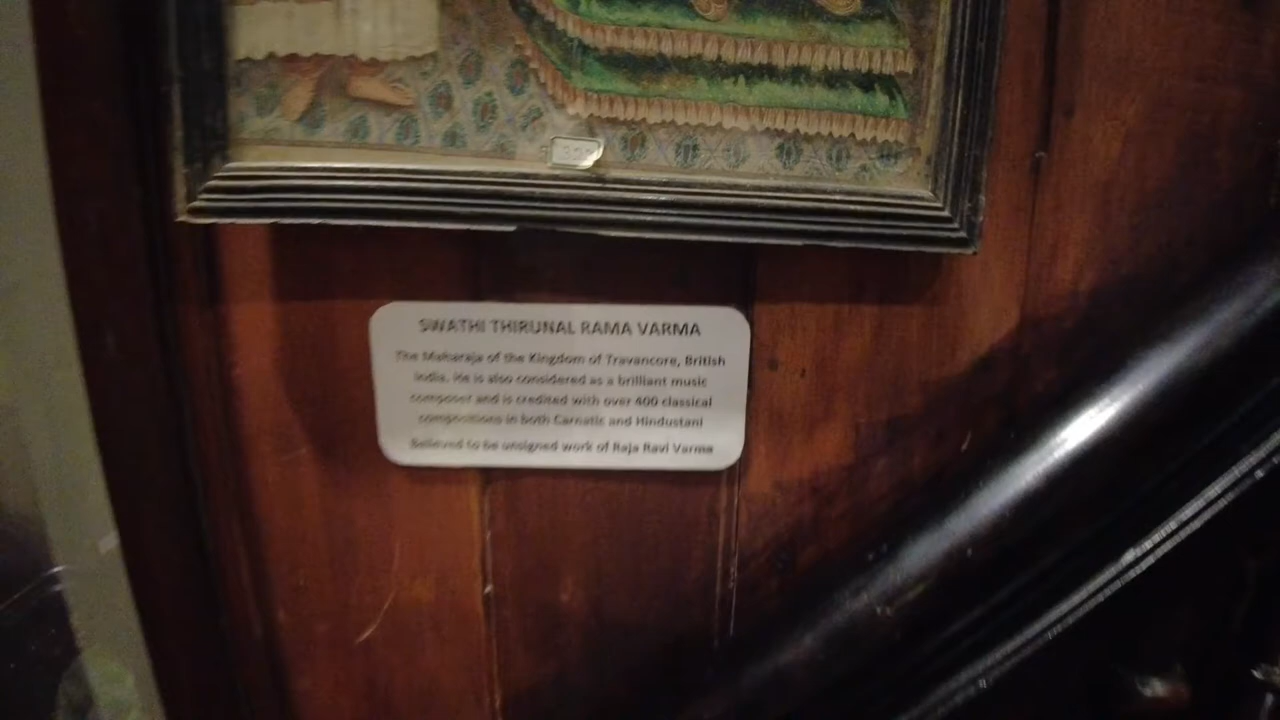 SWATHI THIRUNAL RAMA VARMA
The Maharaja of the Kingdom of Travancore, British
India. He is also considered as a brilliant music
composer and is credited with over 400 classical
compositions in both Carnatic and Hindustani
Believed to be unsigned work of Raja Ravi Varma